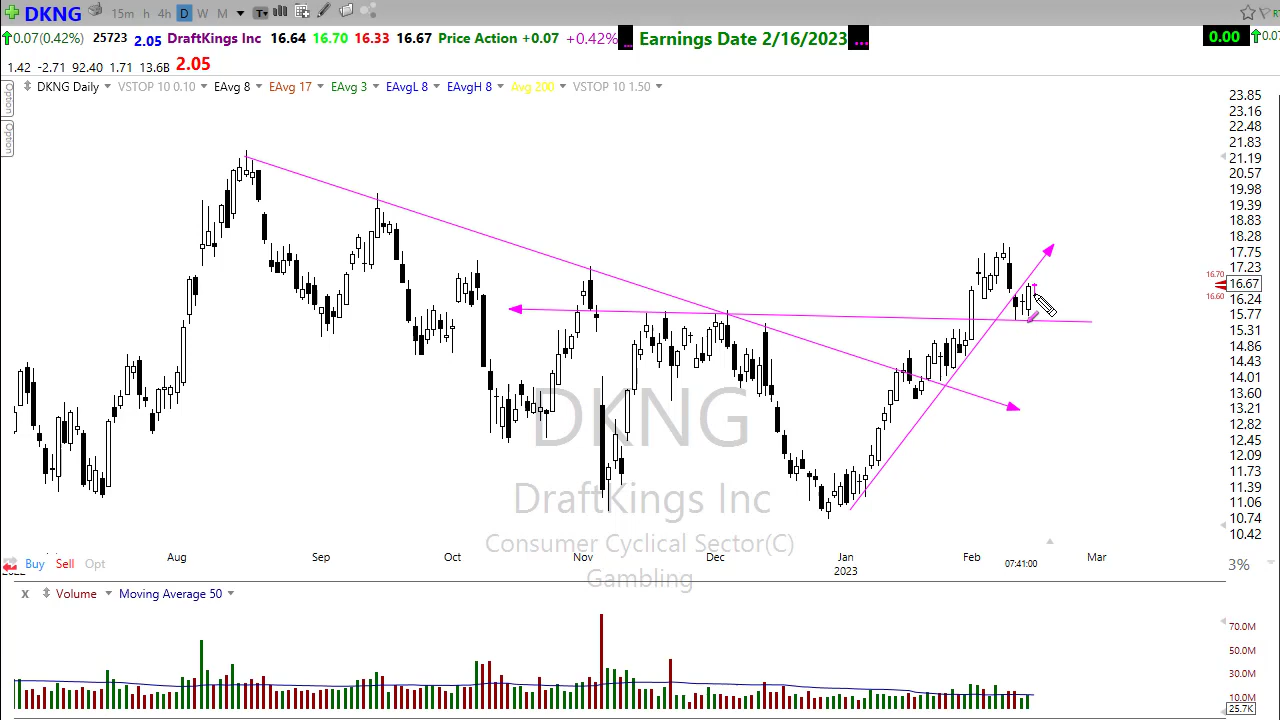 DKNG 15m h 4h D W M T
0.07(0.42%) 25723 2.05 DraftKings Inc 16.64 16.70 16.33 16.67 Price Action +0.07 +0.42% ... Earnings Date 2/16/2023 ... 0.00
1.42 -2.71 92.40 1.71 13.6B 2.05
DKNG Daily VSTOP 10 0.10 EAvg 8 EAvg 17 EAvg 3 EAvgL 8 EAvgH 8 Avg 200 VSTOP 10 1.50
Option
Option
23.85
23.16
22.48
21.83
21.19
20.57
19.98
19.39
18.83
18.28
17.75
17.23
16.70
16.67
16.60
16.24
15.77
15.31
14.86
14.43
14.01
13.60
13.21
12.82
12.45
12.09
11.73
11.39
11.06
10.74
10.42
DKNG
DraftKings Inc
Consumer Cyclical Sector(C)
Gambling
Aug Sep Oct Nov Dec Jan Feb Mar
2023 07:41:00
Buy Sell Opt 3%
x Volume Moving Average 50
70.0M
50.0M
30.0M
10.0M
25.7K